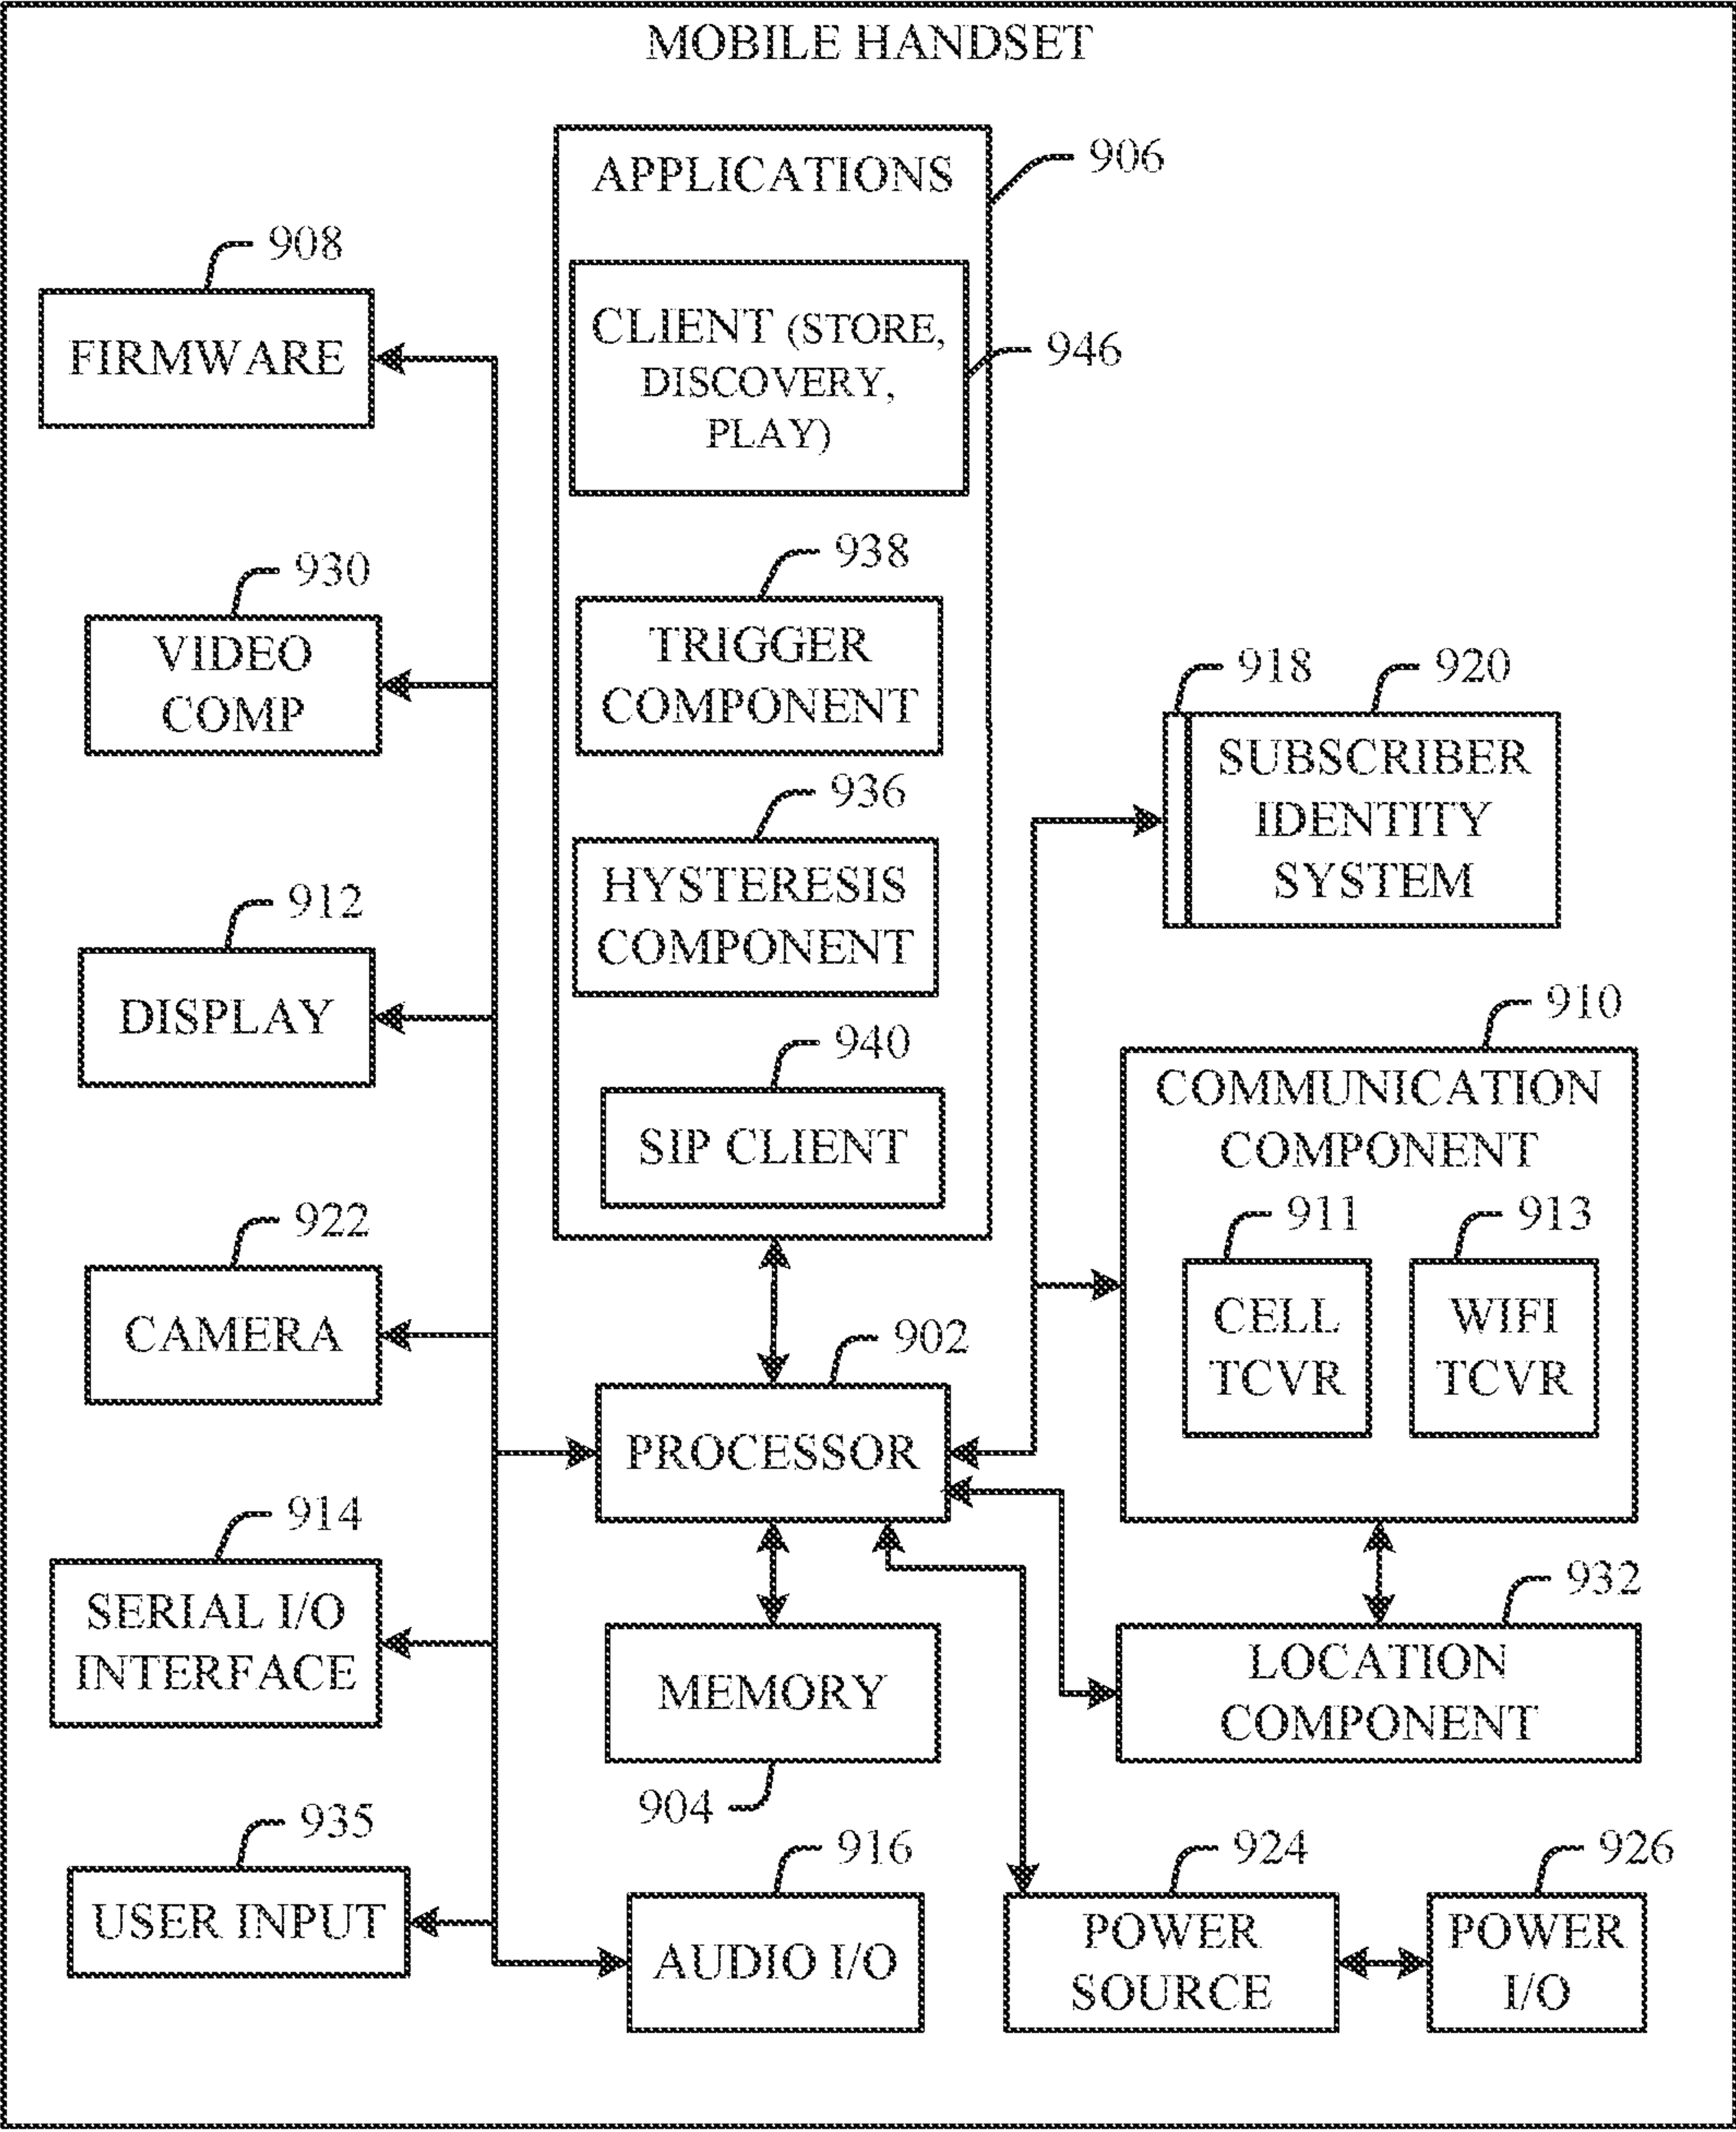 MOBILE HANDSET
APPLICATIONS
906
CLIENT (STORE,
DISCOVERY,
PLAY)
946
938
TRIGGER
COMPONENT
936
HYSTERESIS
COMPONENT
940
SIP CLIENT
908
FIRMWARE
930
VIDEO
COMP
912
DISPLAY
922
CAMERA
914
SERIAL I/O
INTERFACE
935
USER INPUT
902
PROCESSOR
MEMORY
904
916
AUDIO I/O
918
920
SUBSCRIBER
IDENTITY
SYSTEM
910
COMMUNICATION
COMPONENT
911
CELL
TCVR
913
WIFI
TCVR
932
LOCATION
COMPONENT
924
POWER
SOURCE
926
POWER
I/O